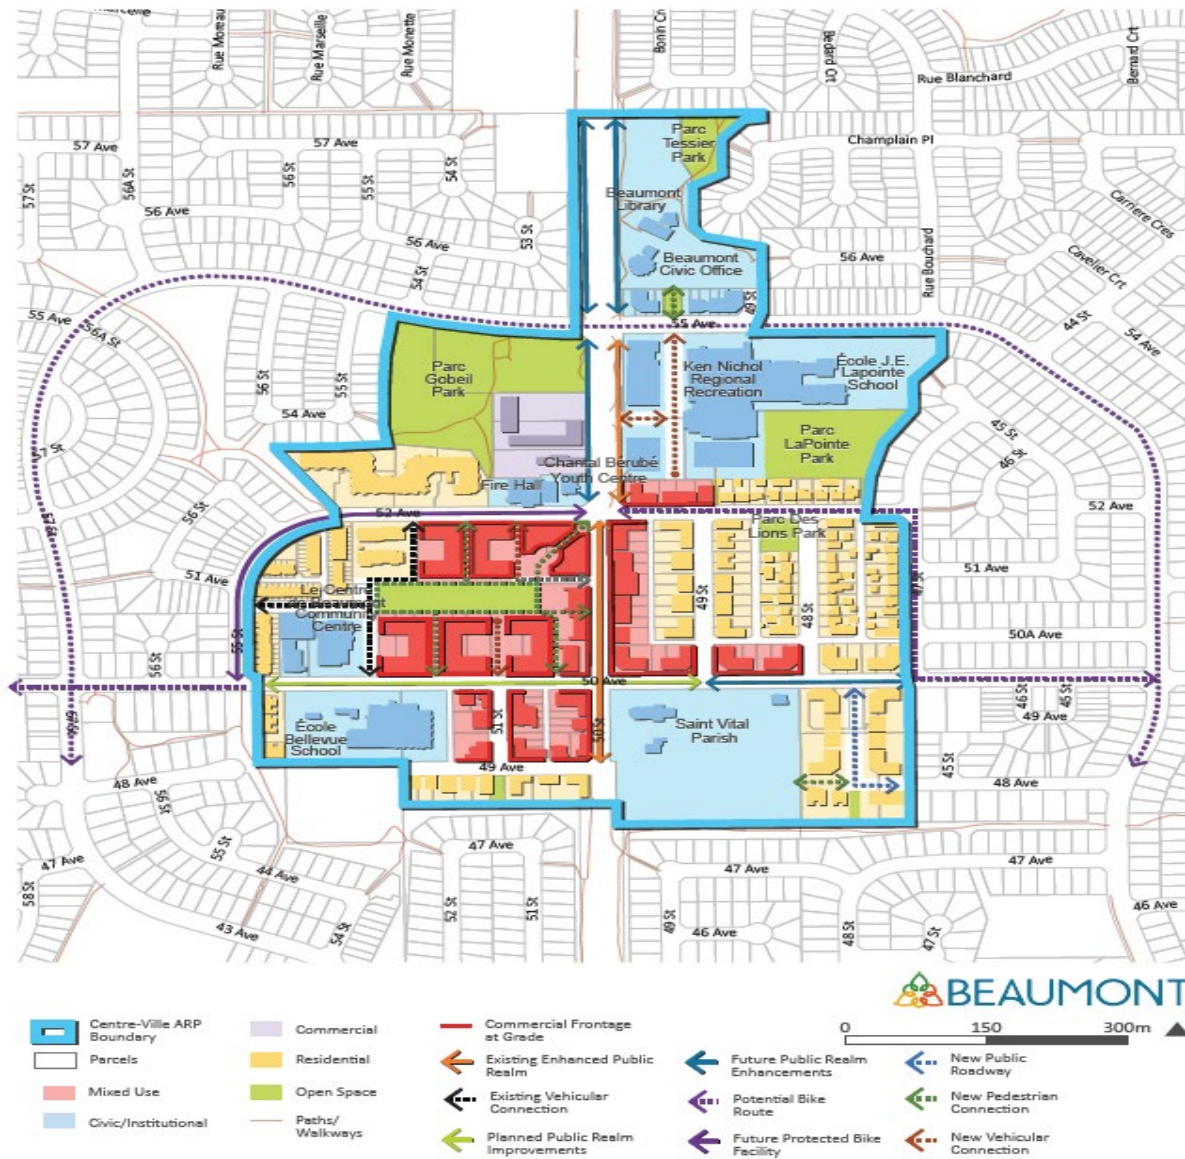 Marcelle
Rue Moreau
Rue Marseille
Rue Monette
Bonin Cr
Bedard Crt
Rue Blanchard
Bernard Crt
57 Ave
57 Ave
Parc
Tessier
Park
Champlain Pl
57 St
56A St
56 St
55 St
54 St
Beaumont
Library
Carriere Cres
56 Ave
56 Ave
53 St
54 St
Beaumont
Civic Office
56 Ave
Rue Bouchard
Cavelier Crt
49 St
55 Ave
55 Ave
56A St
44 St
54 Ave
Parc
Gobeil
Park
Ken Nichol
Regional
Recreation
École J.E.
Lapointe
School
56 St
55 St
54 Ave
Parc
LaPointe
Park
45 St
46 St
57 St
Chantal Bérubé
Youth Centre
Fire Hall
52 Ave
52 Ave
56 St
Parc Des
Lions Park
51 Ave
51 Ave
Le Centre
de Beaumont
Community
Centre
49 St
48 St
47 St
50A Ave
55 St
56 St
50 Ave
46 St
45 St
49 Ave
École
Bellevue
School
51 St
50 St
Saint Vital
Parish
49 Ave
45 St
48 Ave
48 Ave
56 St
55 St
47 Ave
47 Ave
47 Ave
47 Ave
44 Ave
58 St
43 Ave
54 St
52 St
51 St
49 St
46 Ave
48 St
47 St
46 Ave
BEAUMONT
0 150 300m
Centre-Ville ARP
Boundary
Parcels
Mixed Use
Civic/Institutional
Commercial
Residential
Open Space
Paths/
Walkways
Commercial Frontage
at Grade
Existing Enhanced Public
Realm
Existing Vehicular
Connection
Planned Public Realm
Improvements
Future Public Realm
Enhancements
Potential Bike
Route
Future Protected Bike
Facility
New Public
Roadway
New Pedestrian
Connection
New Vehicular
Connection